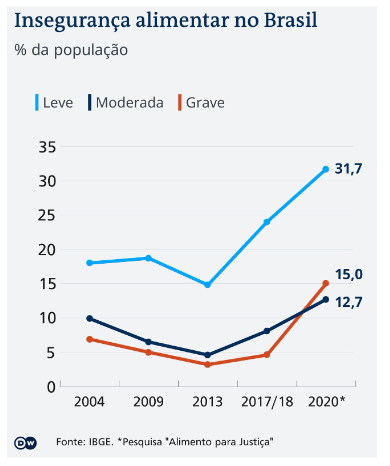 Insegurança alimentar no Brasil
% da população
Leve Moderada Grave
35
30
25
20
15
10
5
0
31,7
15,0
12,7
2004 2009 2013 2017/18 2020*
DW Fonte: IBGE. *Pesquisa "Alimento para Justiça"